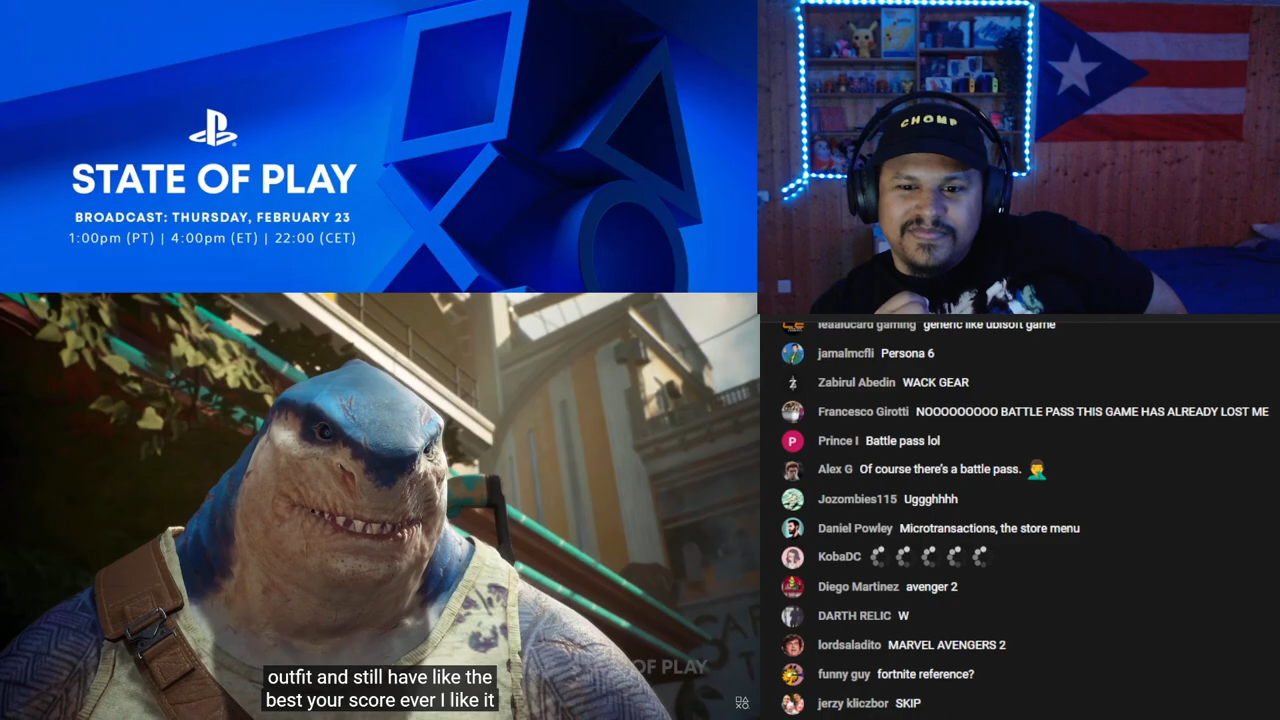 STATE OF PLAY
BROADCAST: THURSDAY, FEBRUARY 23
1:00pm (PT) | 4:00pm (ET) | 22:00 (CET)
CHOMP
leaalucard gaming generic like ubisoft game
jamalmcfli Persona 6
Zabirul Abedin WACK GEAR
Francesco Girotti NOOOOOOOOO BATTLE PASS THIS GAME HAS ALREADY LOST ME
P Prince I Battle pass lol
Alex G Of course there's a battle pass.
Jozombies115 Uggghhhh
Daniel Powley Microtransactions, the store menu
KobaDC
Diego Martinez avenger 2
DARTH RELIC W
lordsaladito MARVEL AVENGERS 2
funny guy fortnite reference?
jerzy kliczbor SKIP
OF PLAY
outfit and still have like the
best your score ever I like it